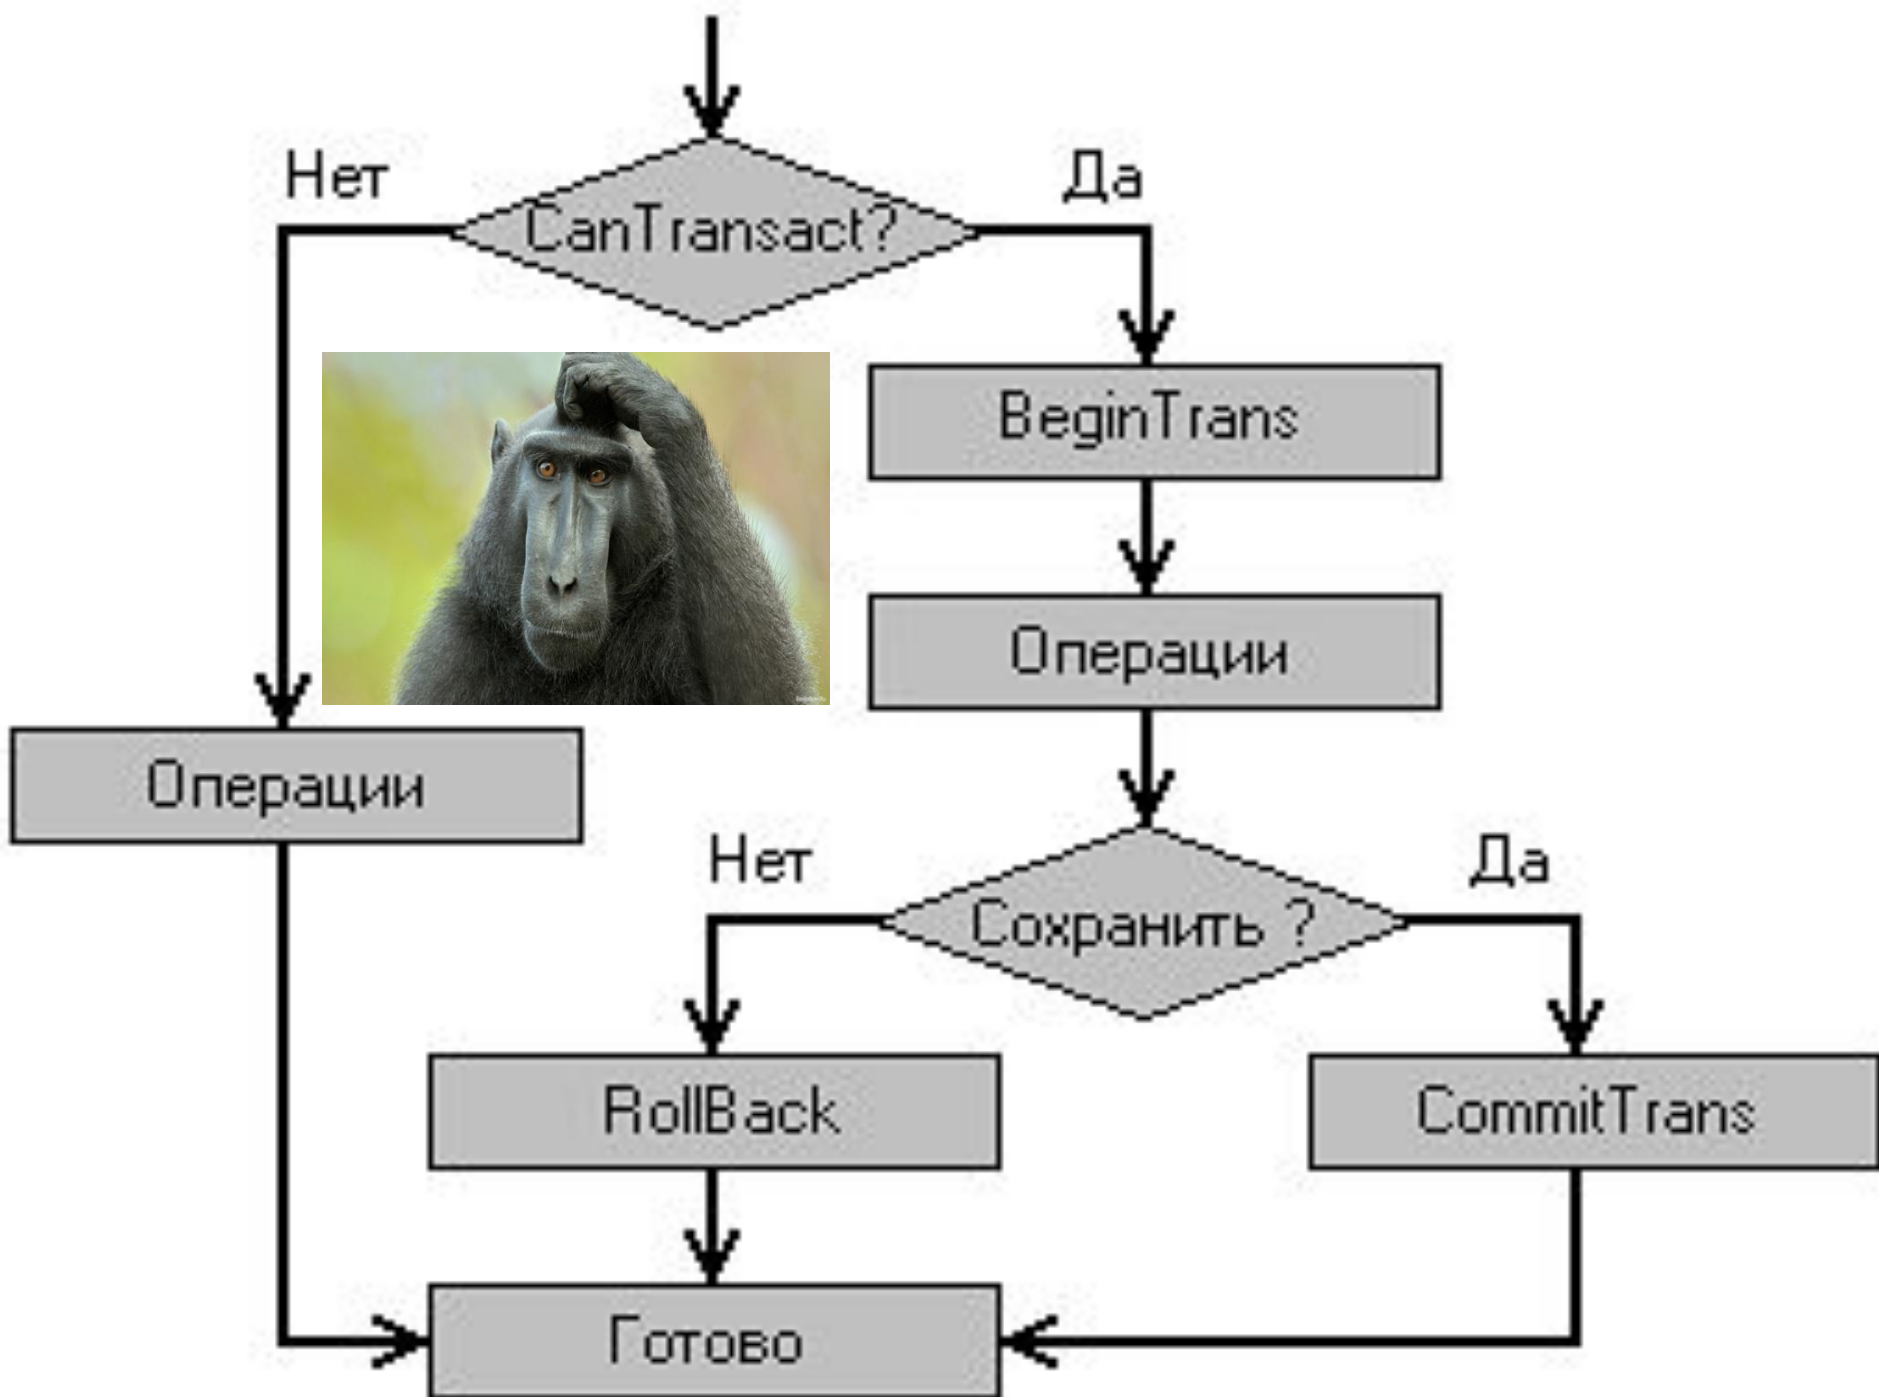 Нет
Да
CanTransact?
BeginTrans
Операции
Операции
Нет
Да
Сохранить ?
RollBack
CommitTrans
Готово